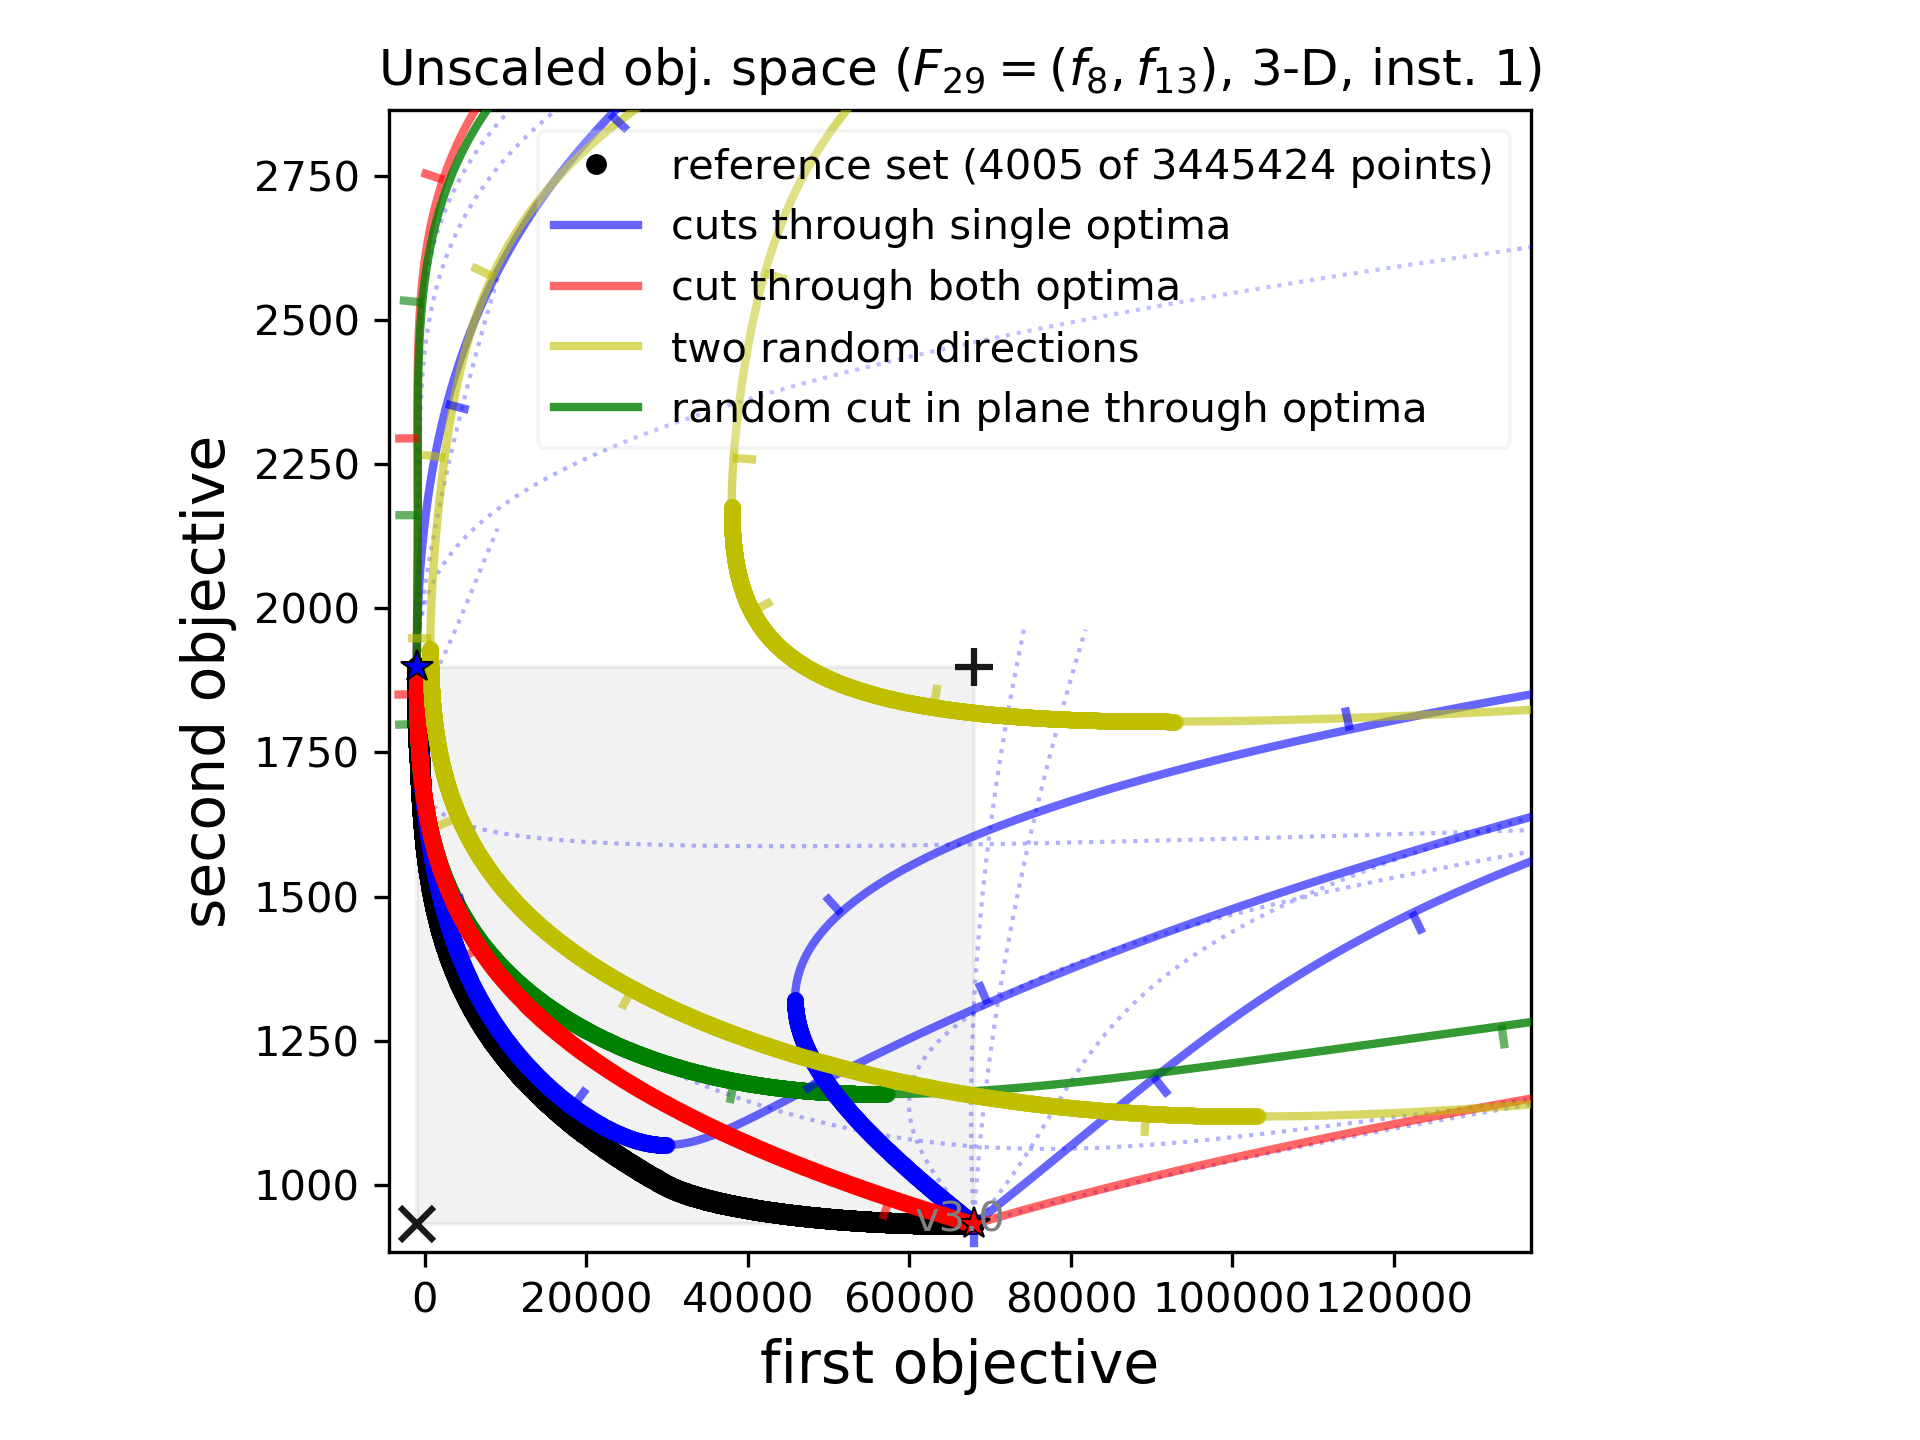 Unscaled obj. space (F₂₉ = (f₈, f₁₃), 3-D, inst. 1)
reference set (4005 of 3445424 points)
cuts through single optima
cut through both optima
two random directions
random cut in plane through optima
second objective
2750
2500
2250
2000
1750
1500
1250
1000
v3.0
0
20000
40000
60000
80000
100000
120000
first objective